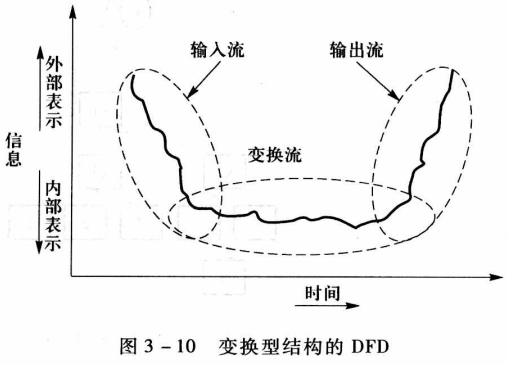 输入流
输出流
外部表示
变换流
信息
内部表示
时间
图 3-10 变换型结构的 DFD